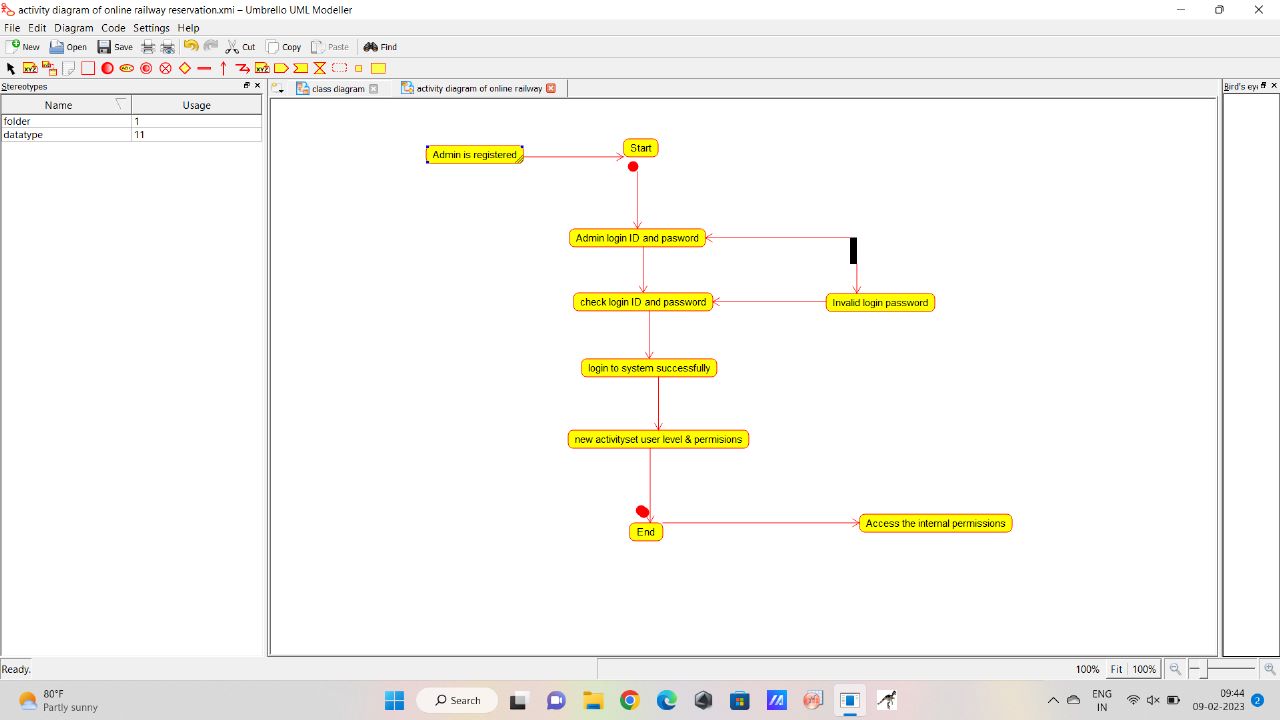 activity diagram of online railway reservation.xmi – Umbrello UML Modeller
File Edit Diagram Code Settings Help
New Open Save Cut Copy Paste Find
Stereotypes
Name Usage
folder 1
datatype 11
class diagram activity diagram of online railway
Bird's eye
Admin is registered
Start
Admin login ID and pasword
check login ID and password
Invalid login password
login to system successfully
new activityset user level & permisions
End
Access the internal permissions
Ready.
100% Fit 100%
80°F
Partly sunny
Search
ENG
IN
09:44
09-02-2023
2